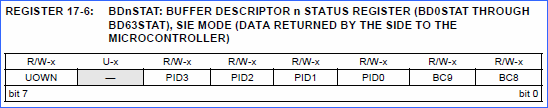 REGISTER 17-6: BDnSTAT: BUFFER DESCRIPTOR n STATUS REGISTER (BD0STAT THROUGH
BD63STAT), SIE MODE (DATA RETURNED BY THE SIDE TO THE
MICROCONTROLLER)
R/W-x U-x R/W-x R/W-x R/W-x R/W-x R/W-x R/W-x
UOWN — PID3 PID2 PID1 PID0 BC9 BC8
bit 7 bit 0